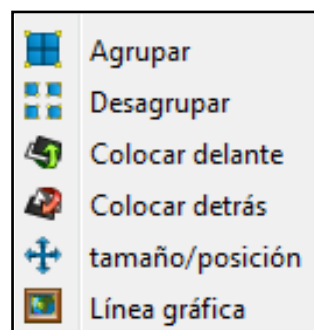 Agrupar
Desagrupar
Colocar delante
Colocar detrás
tamaño/posición
Línea gráfica